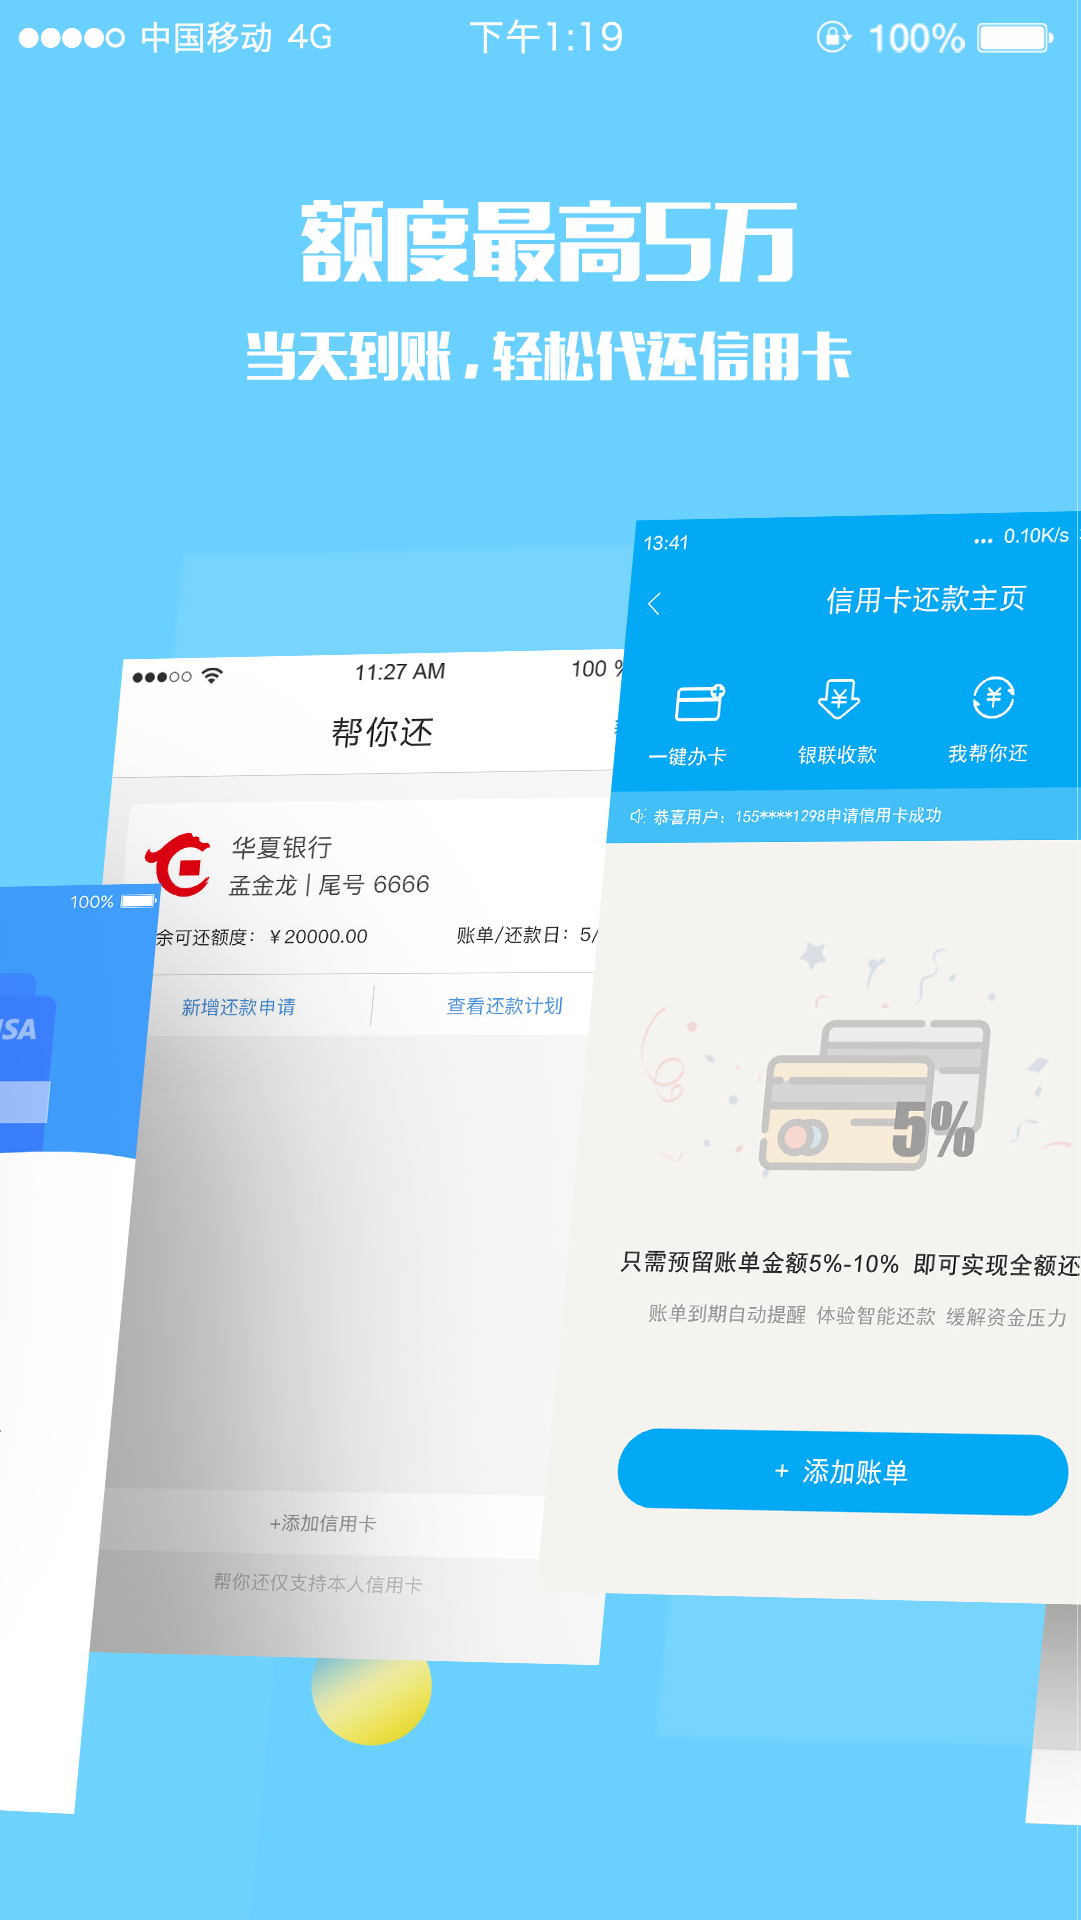 中国移动 4G 下午1:19 100%
额度最高5万
当天到账，轻松代还信用卡
13:41 ... 0.10K/s
信用卡还款主页
一键办卡 银联收款 我帮你还
恭喜用户：155****1298申请信用卡成功
5%
只需预留账单金额5%-10% 即可实现全额还
账单到期自动提醒 体验智能还款 缓解资金压力
+ 添加账单
11:27 AM 100 %
帮你还
华夏银行
孟金龙 | 尾号 6666
余可还额度：￥20000.00 账单/还款日：5/
新增还款申请 查看还款计划
+添加信用卡
帮你还仅支持本人信用卡
100%
ISA